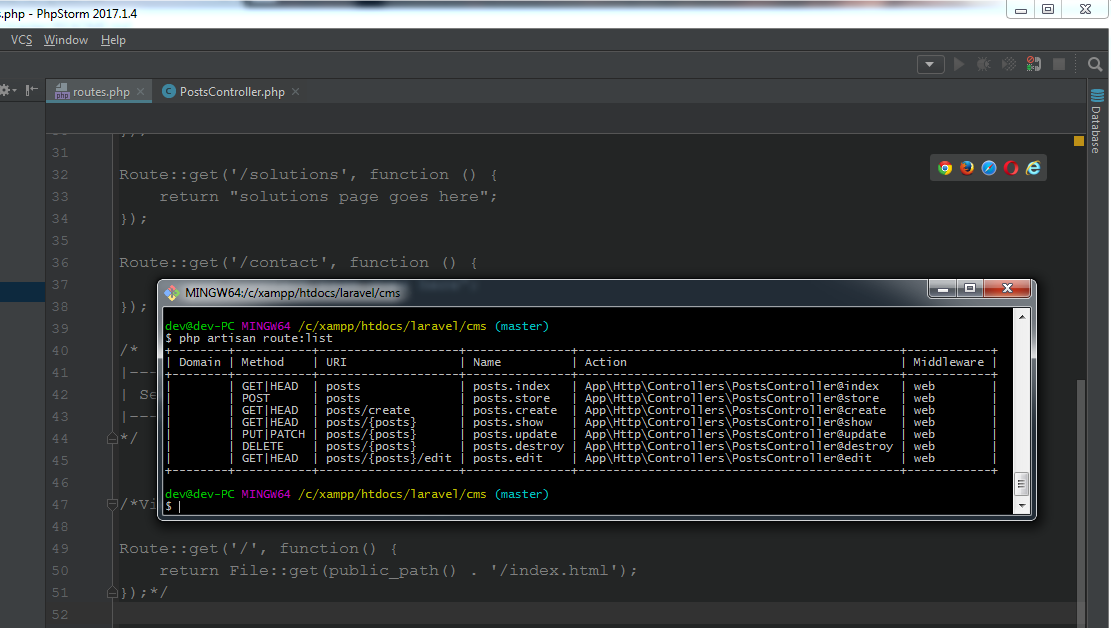 s.php - PhpStorm 2017.1.4
VCS Window Help
routes.php PostsController.php
Database
31
32 Route::get('/solutions', function () {
33 return "solutions page goes here";
34 });
35
36 Route::get('/contact', function () {
37
38 });
39
40 /*
41 |---
42 | Se
43 |---
44 */
45
46
47 /*Vi
48
49 Route::get('/', function() {
50 return File::get(public_path() . '/index.html');
51 });*/
52
MINGW64:/c/xampp/htdocs/laravel/cms
dev@dev-PC MINGW64 /c/xampp/htdocs/laravel/cms (master)
$ php artisan route:list
| Domain | Method | URI | Name | Action | Middleware |
| | GET|HEAD | posts | posts.index | App\Http\Controllers\PostsController@index | web |
| | POST | posts | posts.store | App\Http\Controllers\PostsController@store | web |
| | GET|HEAD | posts/create | posts.create | App\Http\Controllers\PostsController@create | web |
| | GET|HEAD | posts/{posts} | posts.show | App\Http\Controllers\PostsController@show | web |
| | PUT|PATCH | posts/{posts} | posts.update | App\Http\Controllers\PostsController@update | web |
| | DELETE | posts/{posts} | posts.destroy | App\Http\Controllers\PostsController@destroy | web |
| | GET|HEAD | posts/{posts}/edit | posts.edit | App\Http\Controllers\PostsController@edit | web |
dev@dev-PC MINGW64 /c/xampp/htdocs/laravel/cms (master)
$